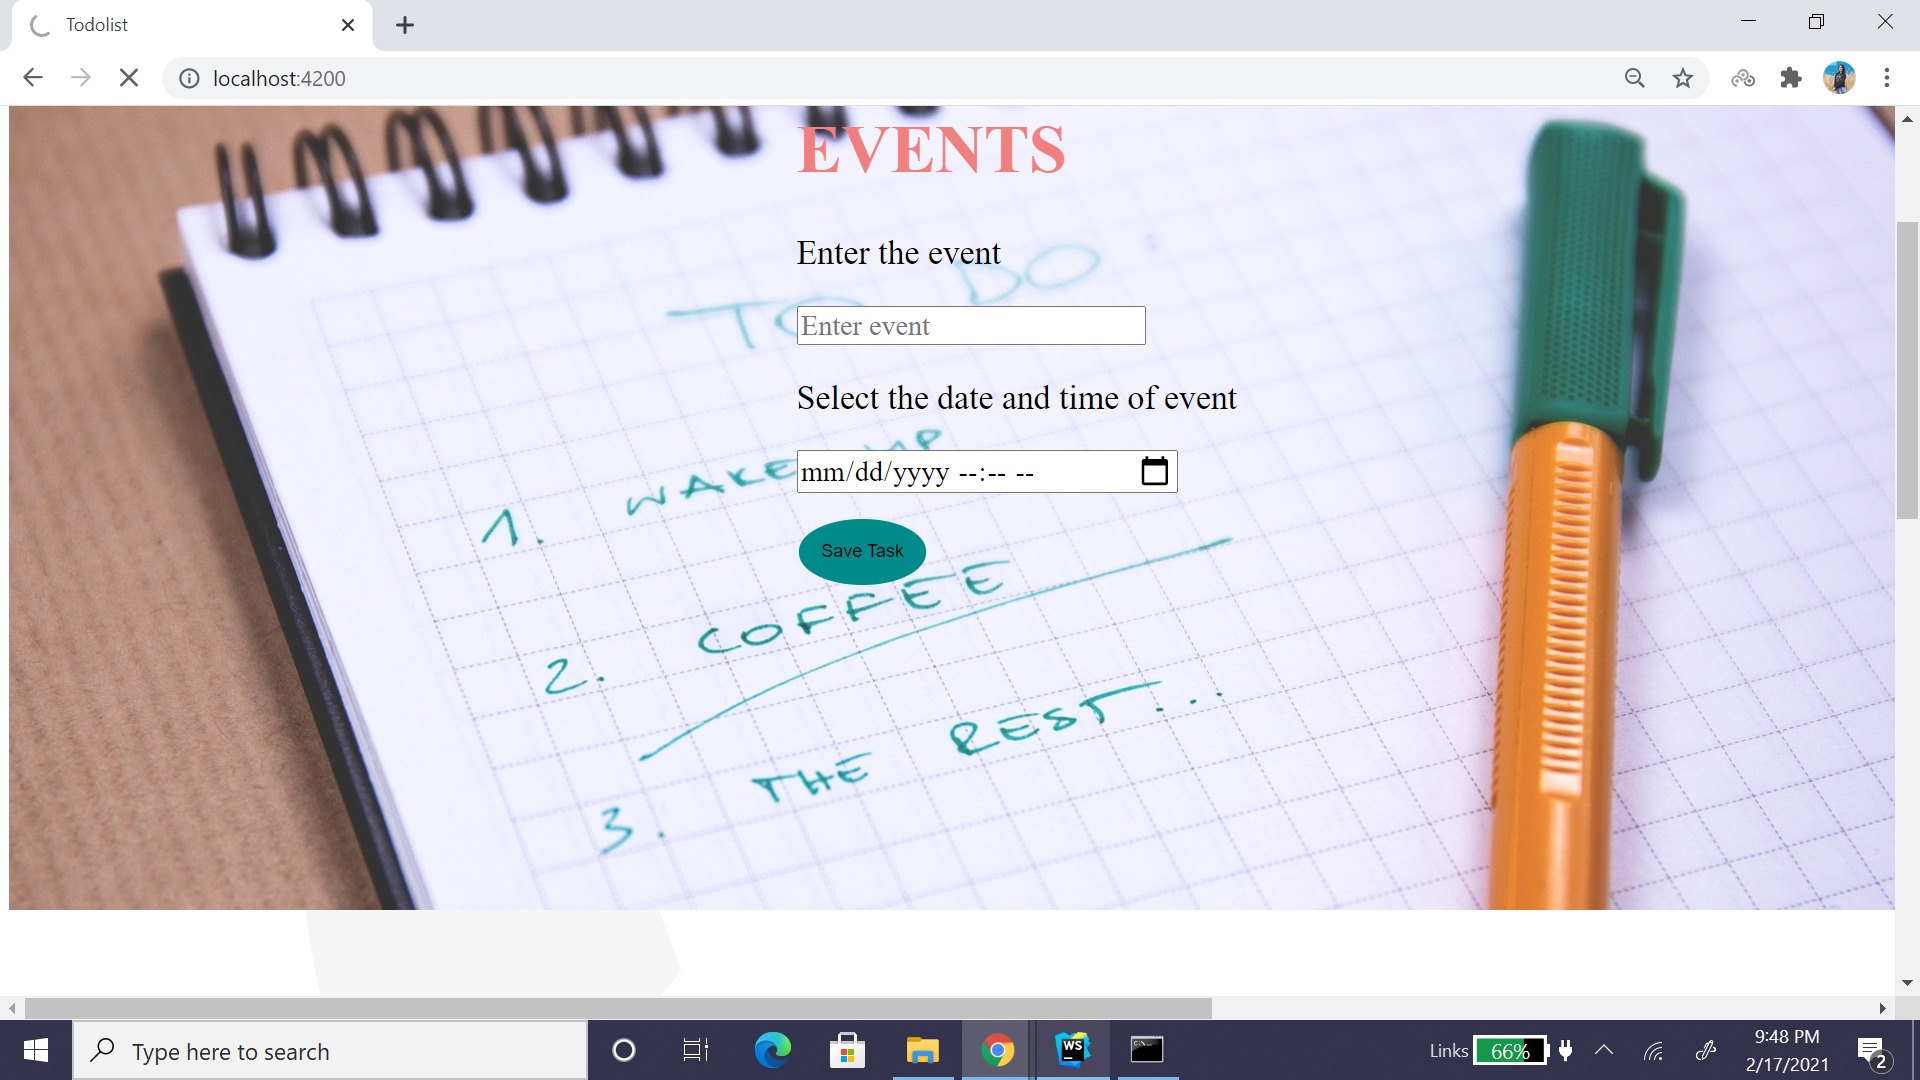 Todolist
localhost:4200
EVENTS
Enter the event
TO DO :
Enter event
Select the date and time of event
1. WAKE UP
mm/dd/yyyy --:-- --
Save Task
2. COFFEE
3. THE REST...
Type here to search
WS
Links
66%
9:48 PM
2/17/2021
2